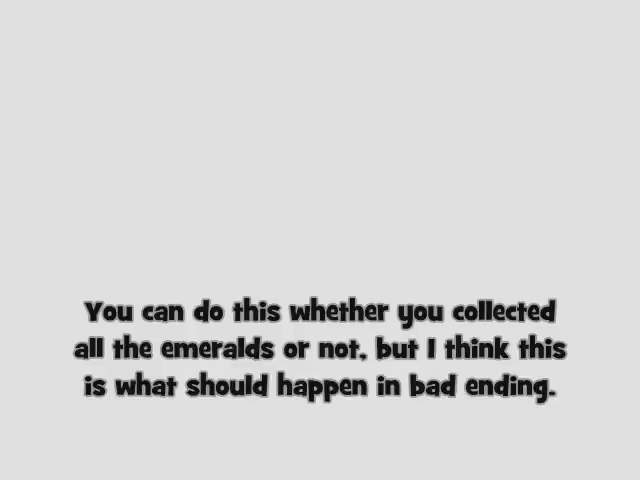 You can do this whether you collected
all the emeralds or not, but I think this
is what should happen in bad ending.